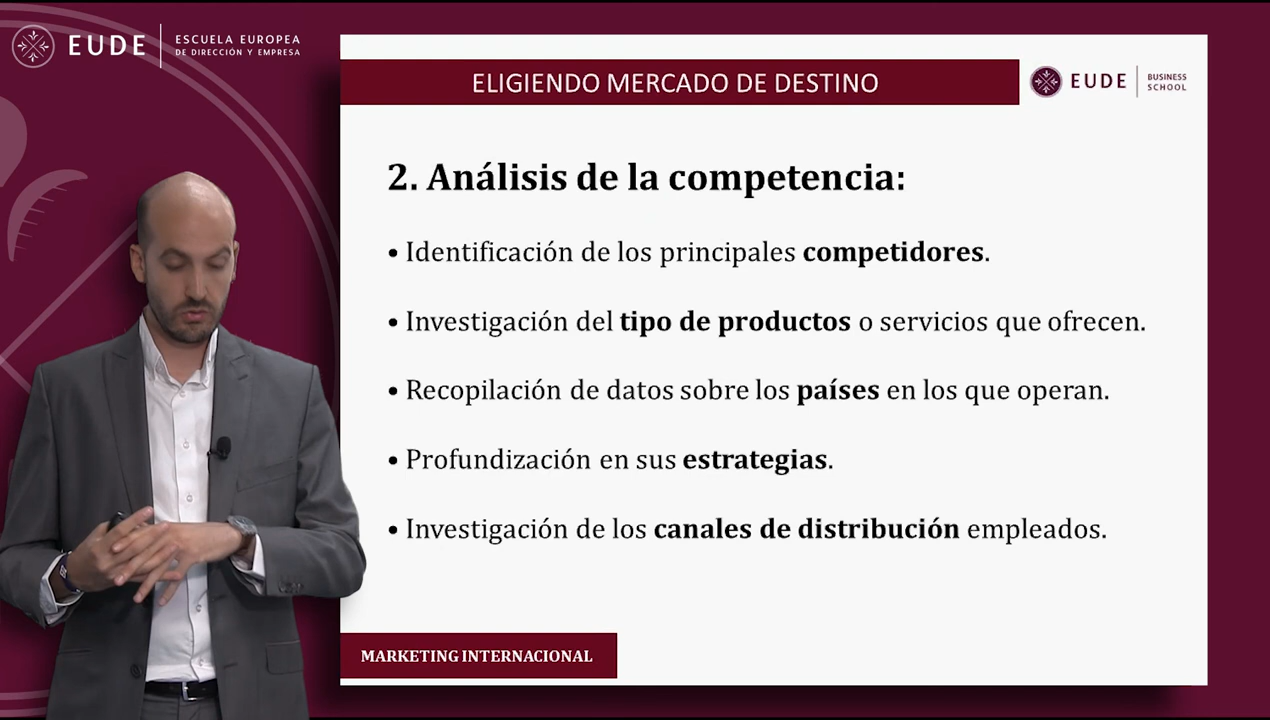 EUDE
ESCUELA EUROPEA
DE DIRECCIÓN Y EMPRESA
ELIGIENDO MERCADO DE DESTINO
EUDE
BUSINESS
SCHOOL
2. Análisis de la competencia:
• Identificación de los principales competidores.
• Investigación del tipo de productos o servicios que ofrecen.
• Recopilación de datos sobre los países en los que operan.
• Profundización en sus estrategias.
• Investigación de los canales de distribución empleados.
MARKETING INTERNACIONAL